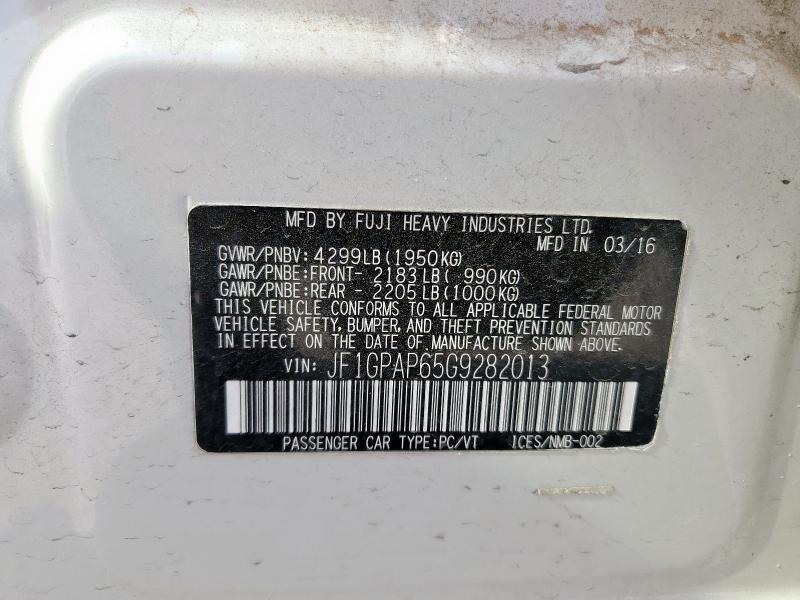 MFD BY FUJI HEAVY INDUSTRIES LTD.
MFD IN 03/16
GVWR/PNBV: 4299LB (1950KG)
GAWR/PNBE:FRONT- 2183LB ( 990KG)
GAWR/PNBE:REAR - 2205LB (1000KG)
THIS VEHICLE CONFORMS TO ALL APPLICABLE FEDERAL MOTOR
VEHICLE SAFETY, BUMPER, AND THEFT PREVENTION STANDARDS
IN EFFECT ON THE DATE OF MANUFACTURE SHOWN ABOVE.
VIN: JF1GPAP65G9282013
PASSENGER CAR TYPE:PC/VT ICES/NMB-002